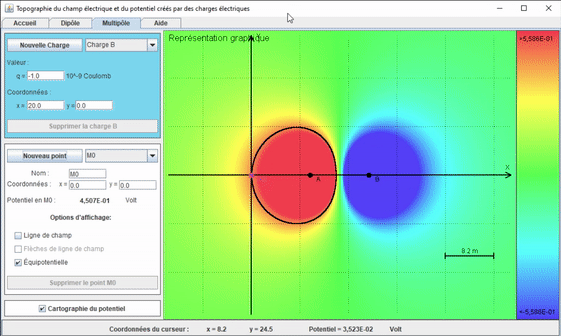 Topographie du champ électrique et du potentiel créés par des charges électriques
Accueil Dipôle Multipôle Aide
Nouvelle Charge Charge B
Valeur :
q = -1.0 10^-9 Coulomb
Coordonnées :
x = 20.0 y = 0.0
Supprimer la charge B
Nouveau point M0
Nom : M0
Coordonnées : x = 0.0 y = 0.0
Potentiel en M0 : 4,507E-01 Volt
Options d'affichage:
Ligne de champ
Flèches de ligne de champ
Équipotentielle
Supprimer le point M0
Cartographie du potentiel
Représentation graphique
A
B
X
8.2 m
+5,586E-01
+-5,586E-01
Coordonnées du curseur : x = 8.2 y = 24.5 Potentiel = 3,523E-02 Volt